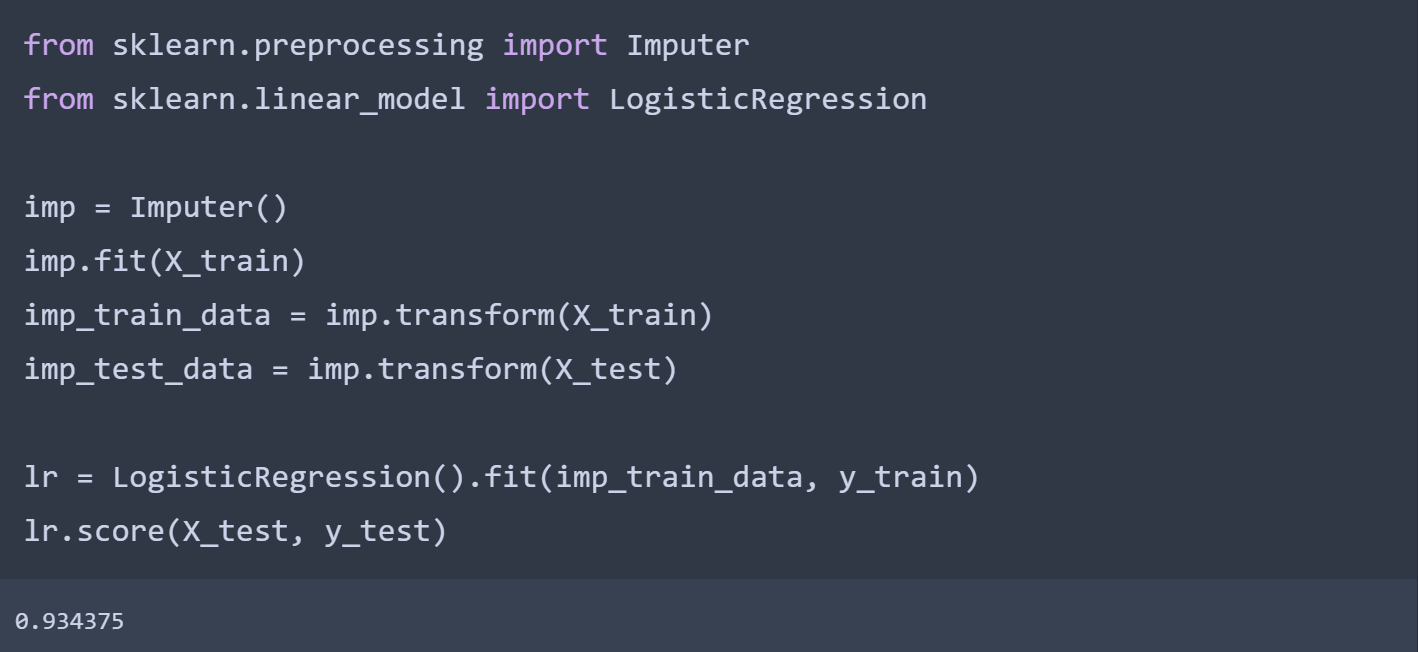 from sklearn.preprocessing import Imputer
from sklearn.linear_model import LogisticRegression
imp = Imputer()
imp.fit(X_train)
imp_train_data = imp.transform(X_train)
imp_test_data = imp.transform(X_test)
lr = LogisticRegression().fit(imp_train_data, y_train)
lr.score(X_test, y_test)
0.934375